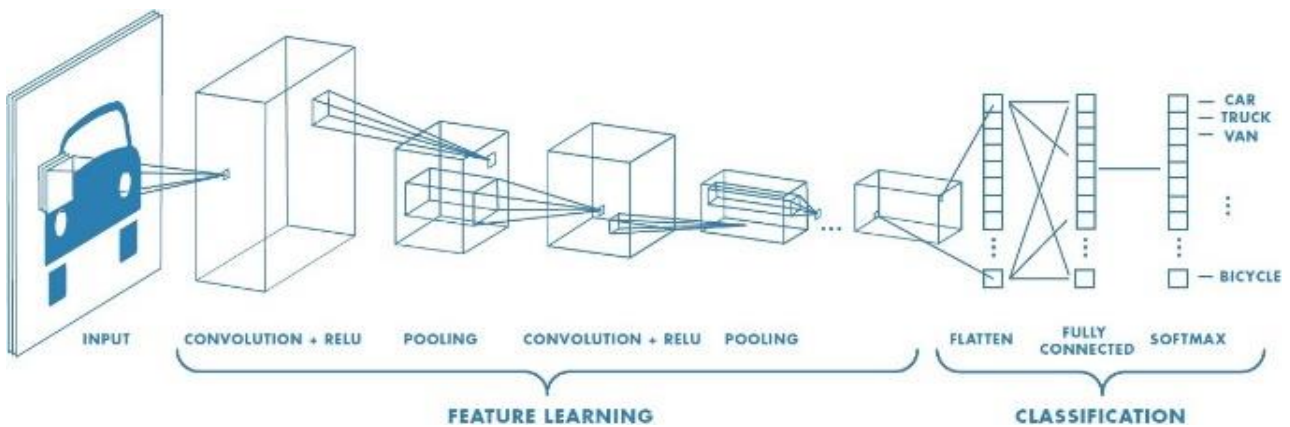 CAR
TRUCK
VAN
BICYCLE
INPUT
CONVOLUTION + RELU
POOLING
CONVOLUTION + RELU
POOLING
FLATTEN
FULLY
CONNECTED
SOFTMAX
FEATURE LEARNING
CLASSIFICATION